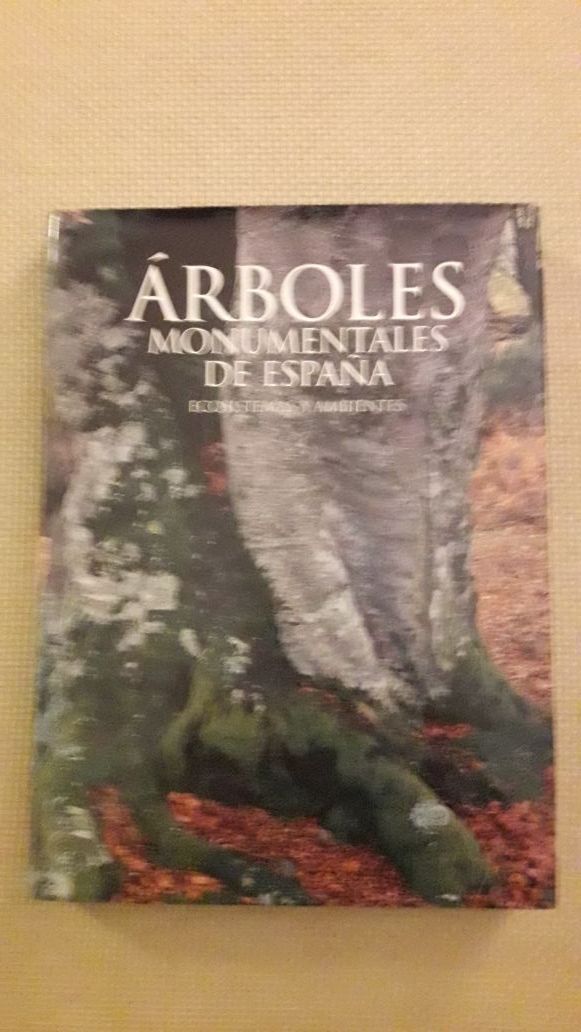 ÁRBOLES
MONUMENTALES
DE ESPAÑA
ECOSISTEMAS Y AMBIENTES